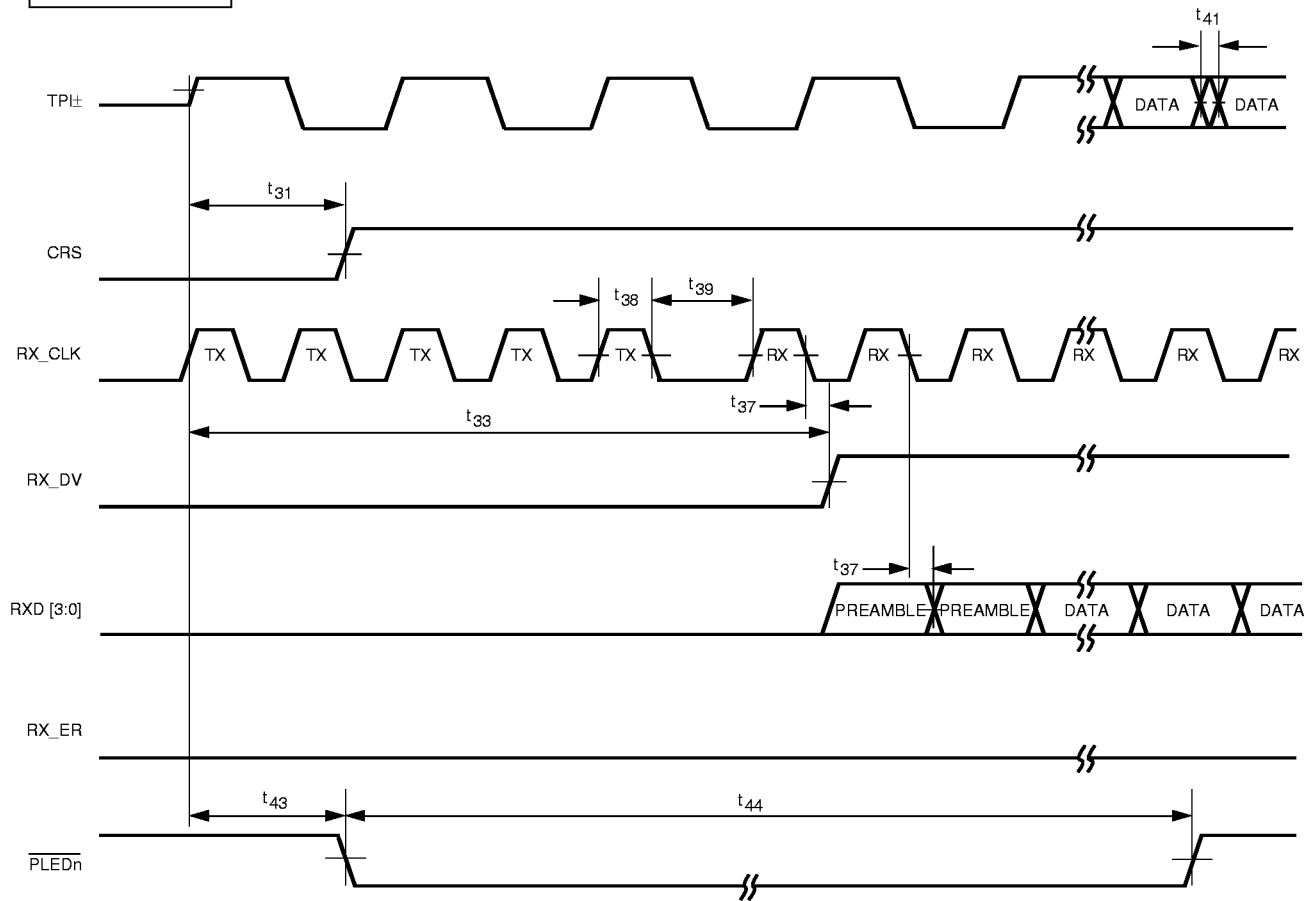 t41
TPI±
DATA
DATA
t31
CRS
t38
t39
RX_CLK
TX
TX
TX
TX
TX
RX
RX
RX
RX
RX
RX
t37
t33
RX_DV
t37
RXD [3:0]
PREAMBLE
PREAMBLE
DATA
DATA
DATA
RX_ER
t43
t44
PLEDn